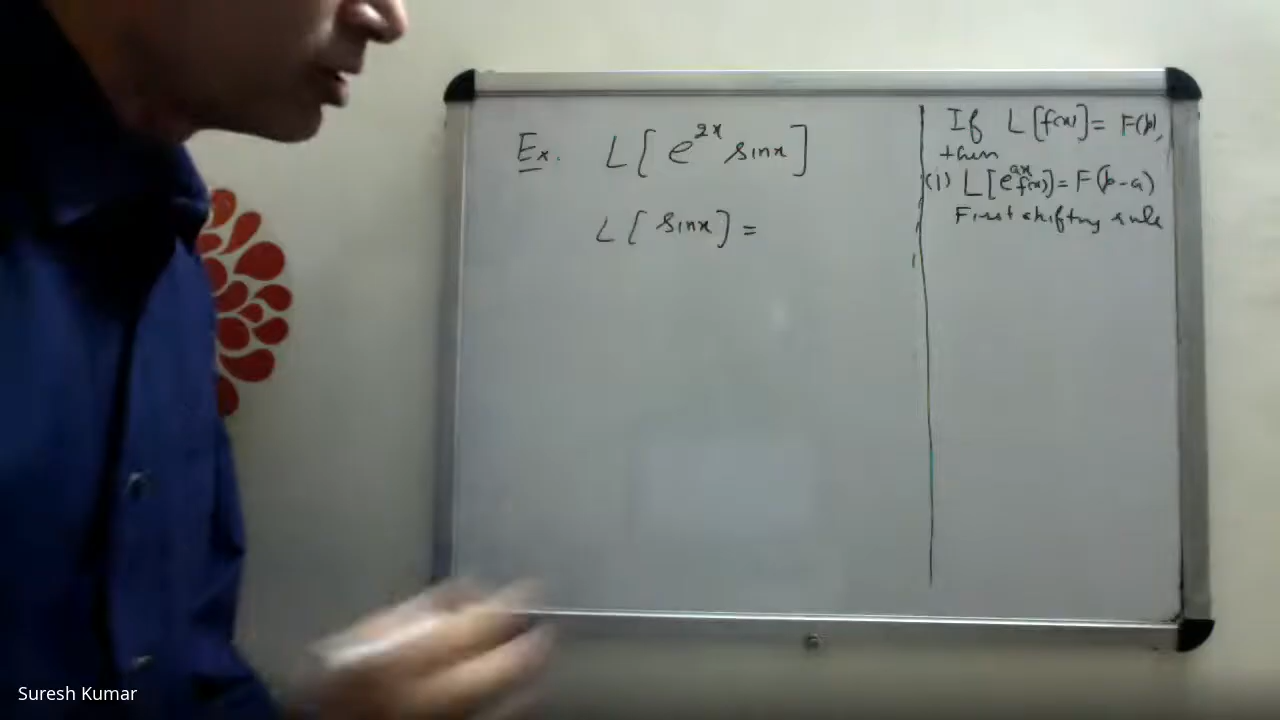 Ex. L[e^{2x} sinx]
L[sinx] =
If L[f(x)] = F(p),
then
(1) L[e^{ax} f(x)] = F(p-a)
First shifting rule
Suresh Kumar